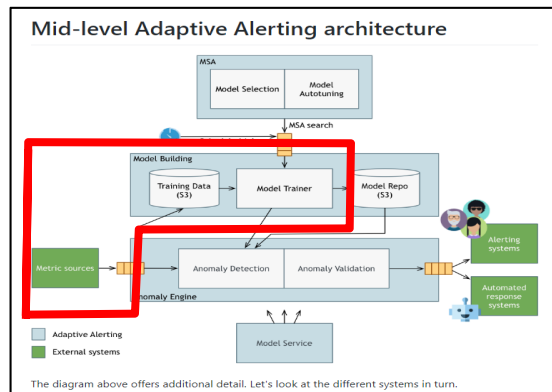 Mid-level Adaptive Alerting architecture
MSA
Model Selection
Model
Autotuning
MSA search
Model Building
Training Data
(S3)
Model Trainer
Model Repo
(S3)
Metric sources
Anomaly Detection
Anomaly Validation
Anomaly Engine
Alerting
systems
Automated
response
systems
Model Service
Adaptive Alerting
External systems
The diagram above offers additional detail. Let's look at the different systems in turn.